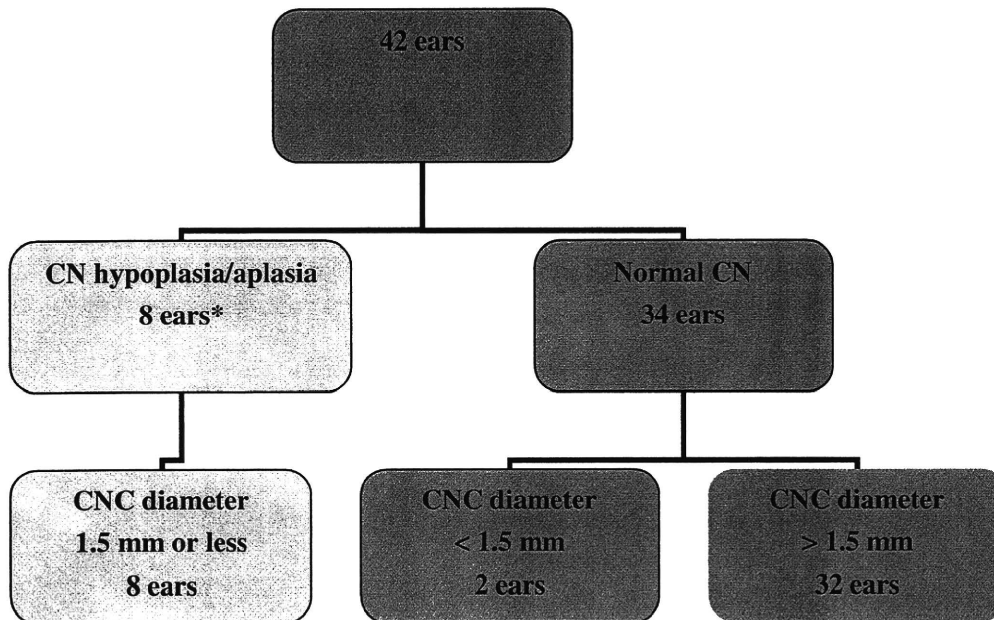 42 ears
CN hypoplasia/aplasia
8 ears*
Normal CN
34 ears
CNC diameter
1.5 mm or less
8 ears
CNC diameter
< 1.5 mm
2 ears
CNC diameter
> 1.5 mm
32 ears